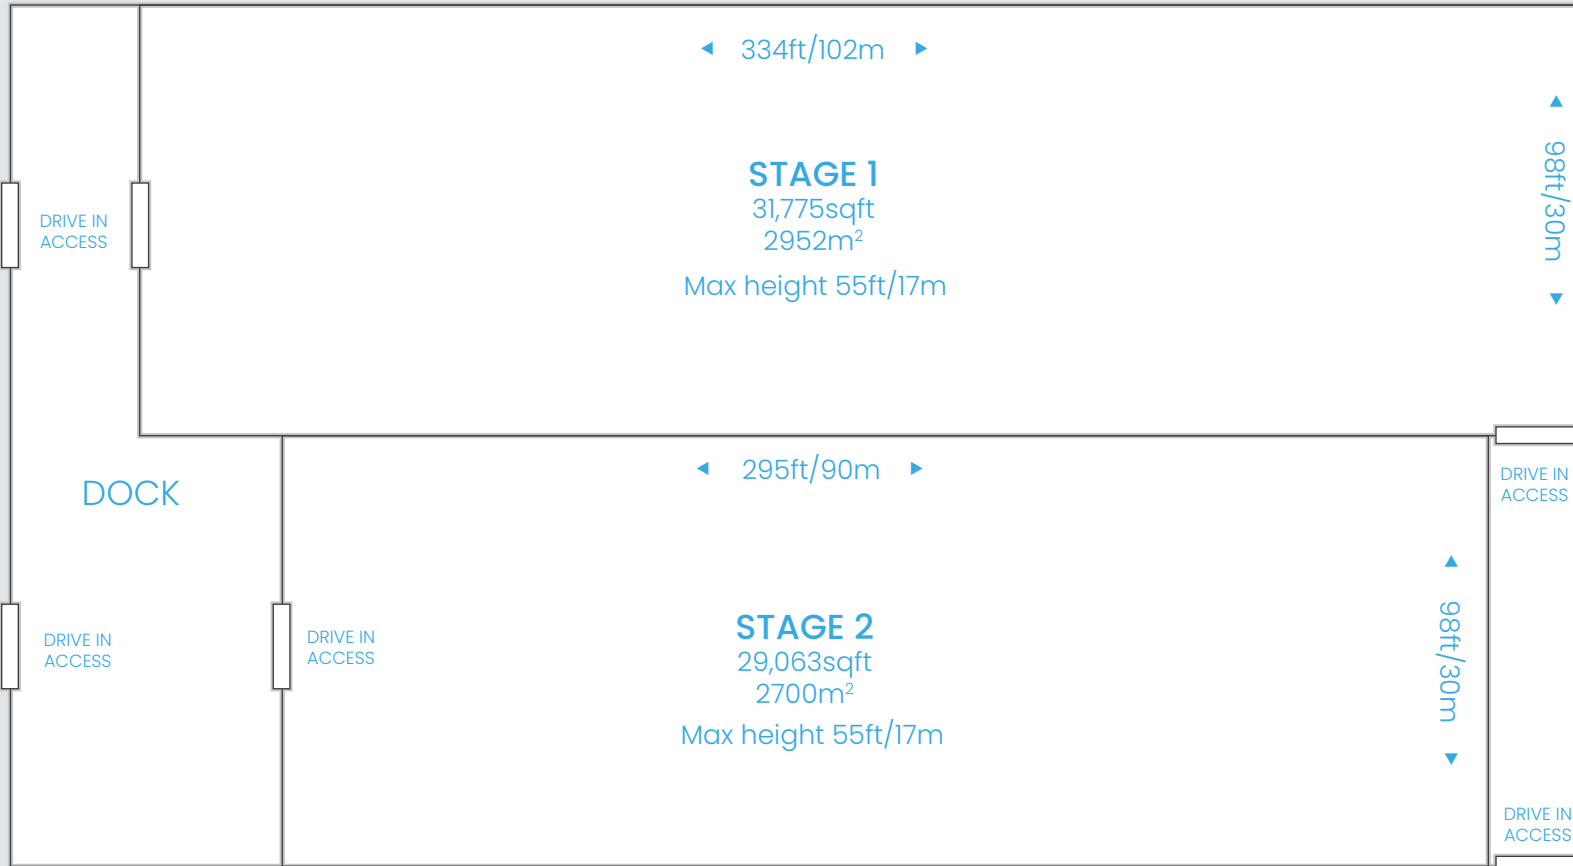 334ft/102m
98ft/30m
STAGE 1
31,775sqft
2952m²
Max height 55ft/17m
DRIVE IN
ACCESS
295ft/90m
DOCK
DRIVE IN
ACCESS
98ft/30m
STAGE 2
29,063sqft
2700m²
Max height 55ft/17m
DRIVE IN
ACCESS
DRIVE IN
ACCESS
DRIVE IN
ACCESS